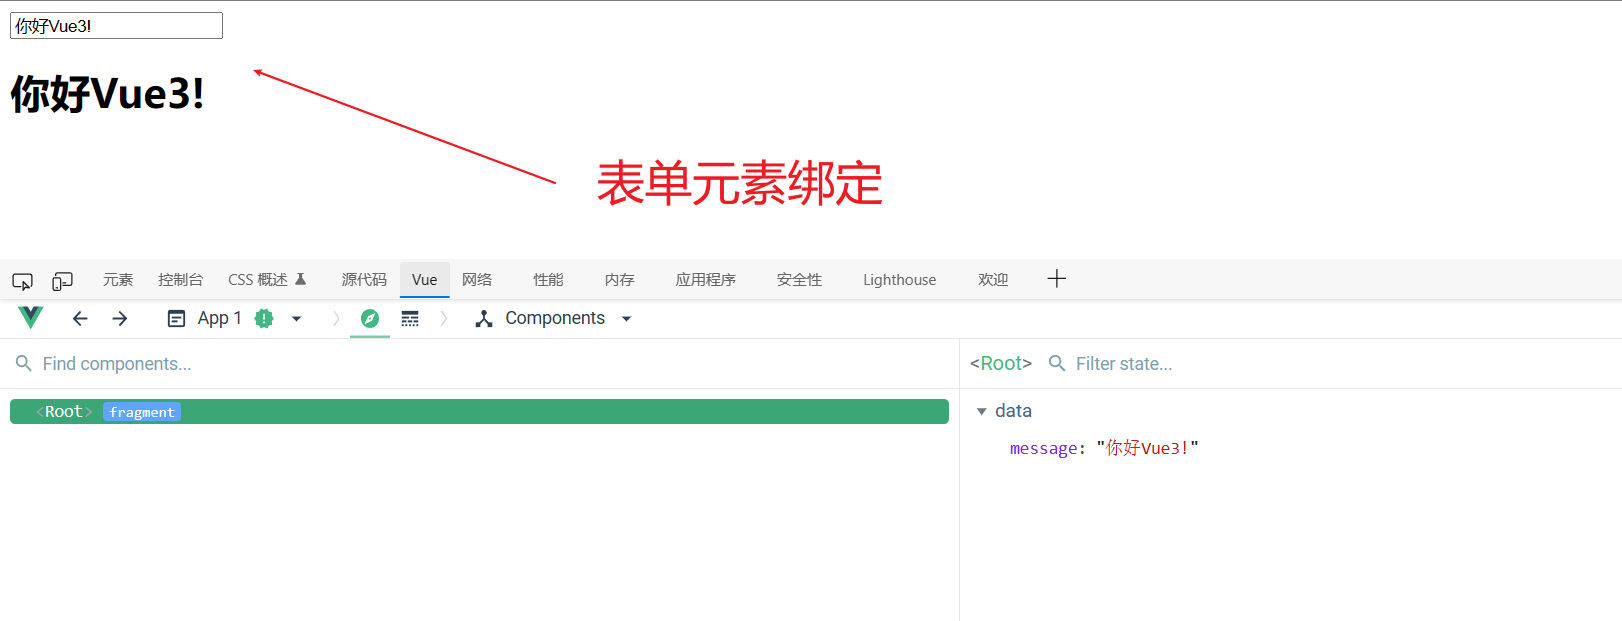 你好Vue3!
你好Vue3!
表单元素绑定
元素 控制台 CSS 概述 源代码 Vue 网络 性能 内存 应用程序 安全性 Lighthouse 欢迎
App 1 Components
Find components...
<Root> Filter state...
<Root> fragment
data
message: "你好Vue3!"